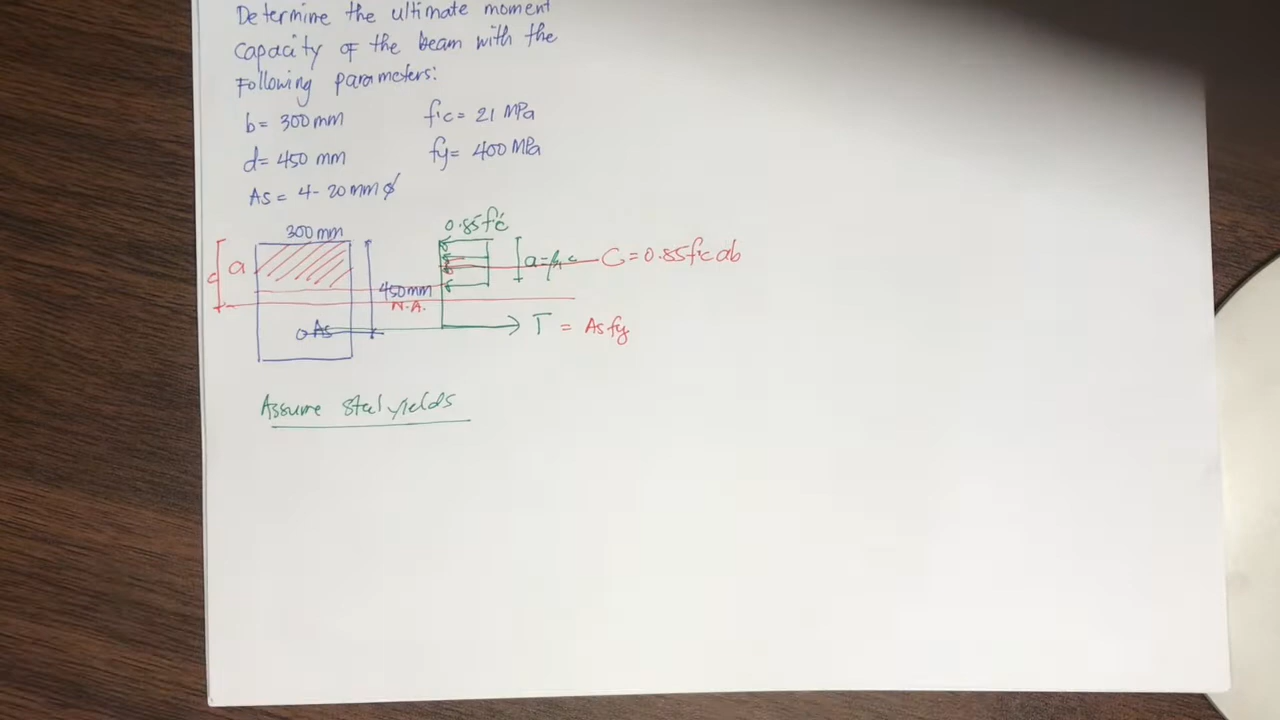 Determine the ultimate moment
capacity of the beam with the
Following parameters:
b= 300 mm f'c= 21 MPa
d= 450 mm fy= 400 MPa
As= 4- 20 mm ø
300 mm 0.85f'c
c a a=β1c C=0.85f'c ab
450mm
N.A.
As T = As fy
Assume steel yields